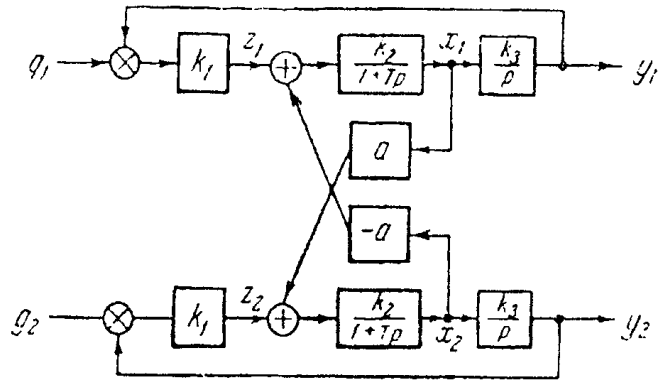 g₁
k₁
z₁
+
k₂
1 + Tp
x₁
k₃
p
y₁
a
-a
g₂
k₁
z₂
+
k₂
1 + Tp
x₂
k₃
p
y₂